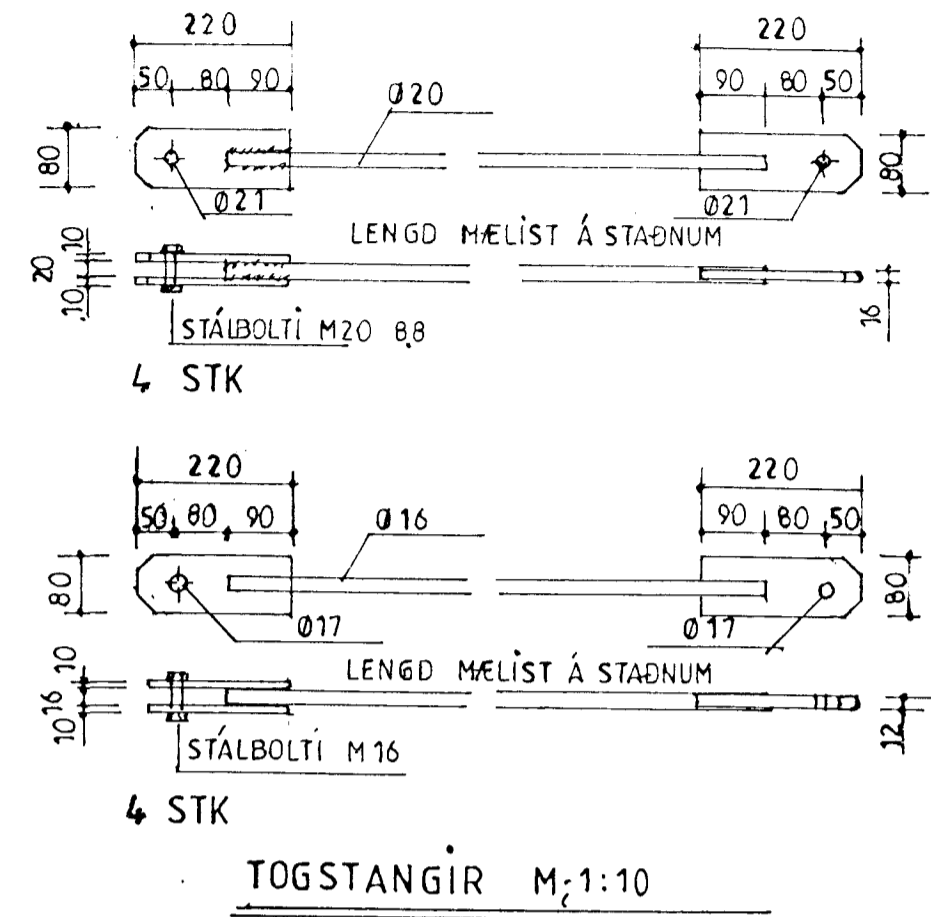 220
220
50 80 90
90 80 50
Ø20
80
80
Ø21
Ø21
LENGD MÆLIST Á STAÐNUM
10
20
10
16
STÁLBOLTI M20 8.8
4 STK
220
220
50 80 90
90 80 50
Ø16
80
80
Ø17
Ø17
LENGD MÆLIST Á STAÐNUM
10
16
10
12
STÁLBOLTI M16
4 STK
TOGSTANGIR M;1:10